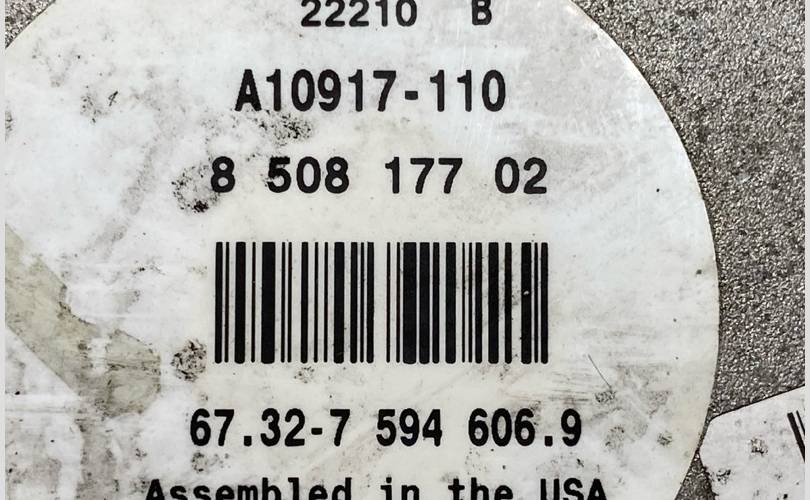 22210 B
A10917-110
8 508 177 02
67.32-7 594 606.9
Assembled in the USA